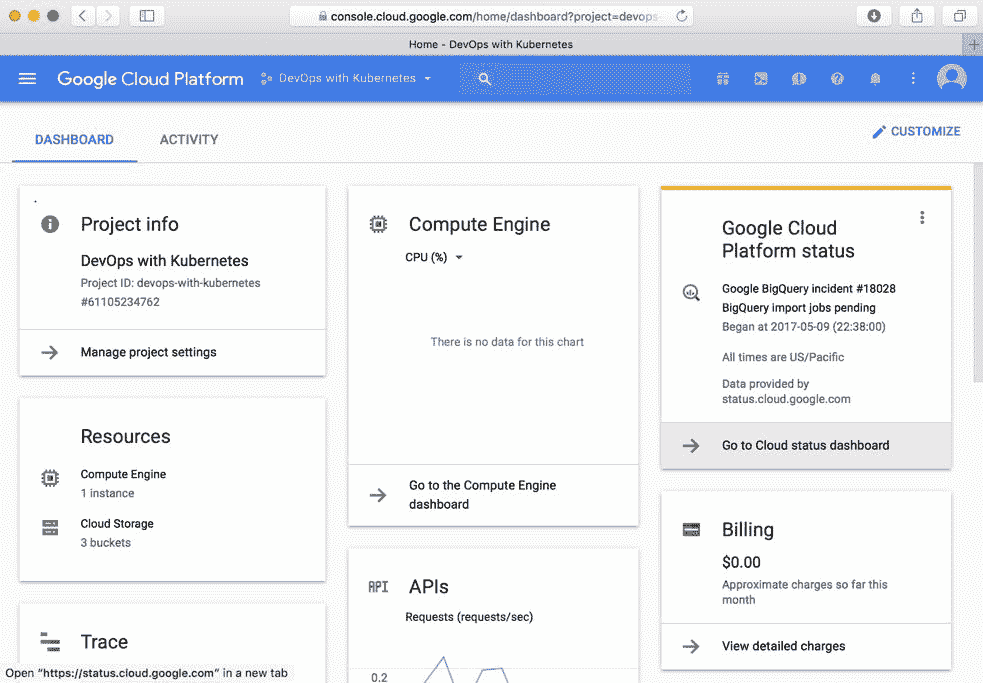 console.cloud.google.com/home/dashboard?project=devops-
Home - DevOps with Kubernetes
Google Cloud Platform
DevOps with Kubernetes
DASHBOARD
ACTIVITY
CUSTOMIZE
Project info
DevOps with Kubernetes
Project ID: devops-with-kubernetes
#61105234762
Manage project settings
Resources
Compute Engine
1 instance
Cloud Storage
3 buckets
Trace
Compute Engine
CPU (%)
There is no data for this chart
Go to the Compute Engine
dashboard
API
APIs
Requests (requests/sec)
0.2
Google Cloud
Platform status
Google BigQuery incident #18028
BigQuery import jobs pending
Began at 2017-05-09 (22:38:00)
All times are US/Pacific
Data provided by
status.cloud.google.com
Go to Cloud status dashboard
Billing
$0.00
Approximate charges so far this
month
View detailed charges
Open "https://status.cloud.google.com" in a new tab